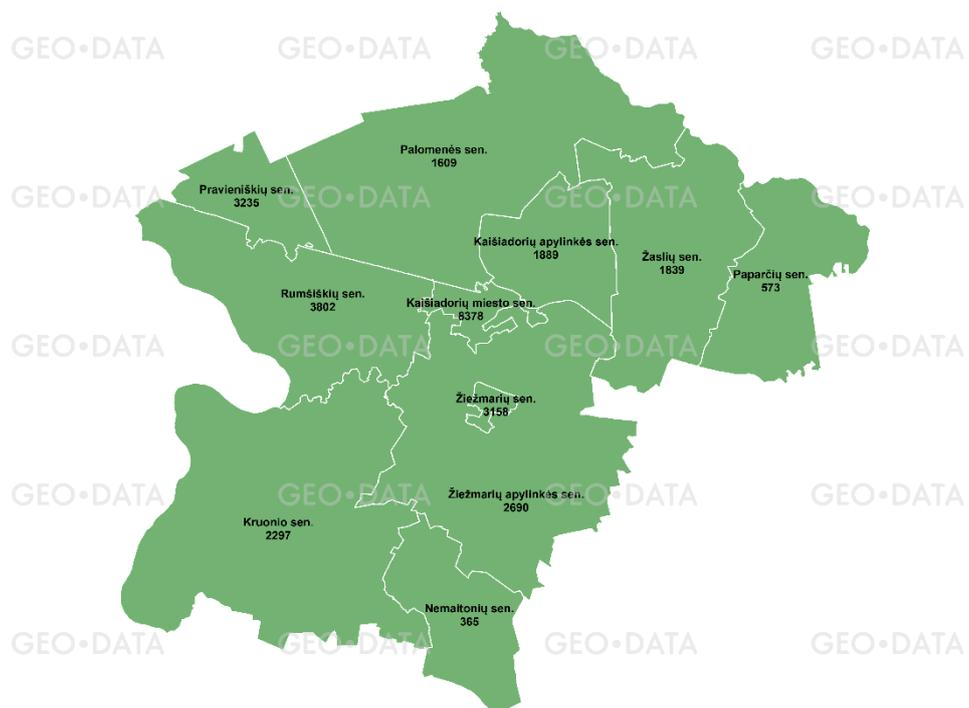 GEO•DATA GEO•DATA GEO•DATA GEO•DATA
Palomenės sen.
1609
Pravieniškių sen.
3235
GEO•DATA GEO•DATA GEO•DATA GEO•DATA
Kaišiadorių apylinkės sen.
1889
Žaslių sen.
1839
Paparčių sen.
573
Rumšiškių sen.
3802
Kaišiadorių miesto sen.
8378
GEO•DATA GEO•DATA GEO•DATA GEO•DATA
Žiežmarių sen.
3158
GEO•DATA GEO•DATA GEO•DATA GEO•DATA
Žiežmarių apylinkės sen.
2690
Kruonio sen.
2297
Nemaitonių sen.
365
GEO•DATA GEO•DATA GEO•DATA GEO•DATA